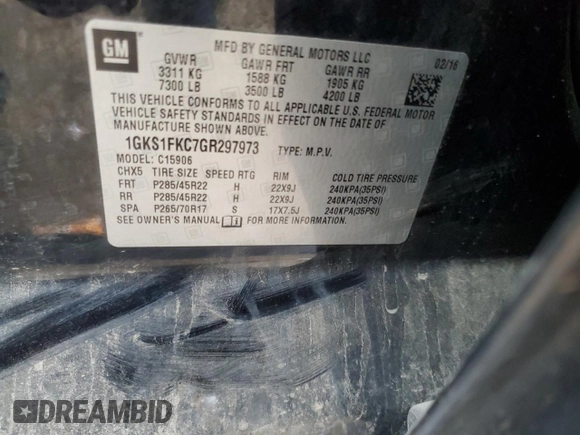 GM
MFD BY GENERAL MOTORS LLC
02/16
GVWR GAWR FRT GAWR RR
3311 KG 1588 KG 1905 KG
7300 LB 3500 LB 4200 LB
THIS VEHICLE CONFORMS TO ALL APPLICABLE U.S. FEDERAL MOTOR
VEHICLE SAFETY STANDARDS IN EFFECT ON THE DATE OF
MANUFACTURE SHOWN ABOVE.
1GKS1FKC7GR297973 TYPE: M.P.V.
MODEL: C15906
CHX5 TIRE SIZE SPEED RTG RIM COLD TIRE PRESSURE
FRT P285/45R22 H 22X9J 240KPA(35PSI)
RR P285/45R22 H 22X9J 240KPA(35PSI)
SPA P265/70R17 S 17X7.5J 240KPA(35PSI)
SEE OWNER'S MANUAL FOR MORE INFORMATION.
DREAMBID